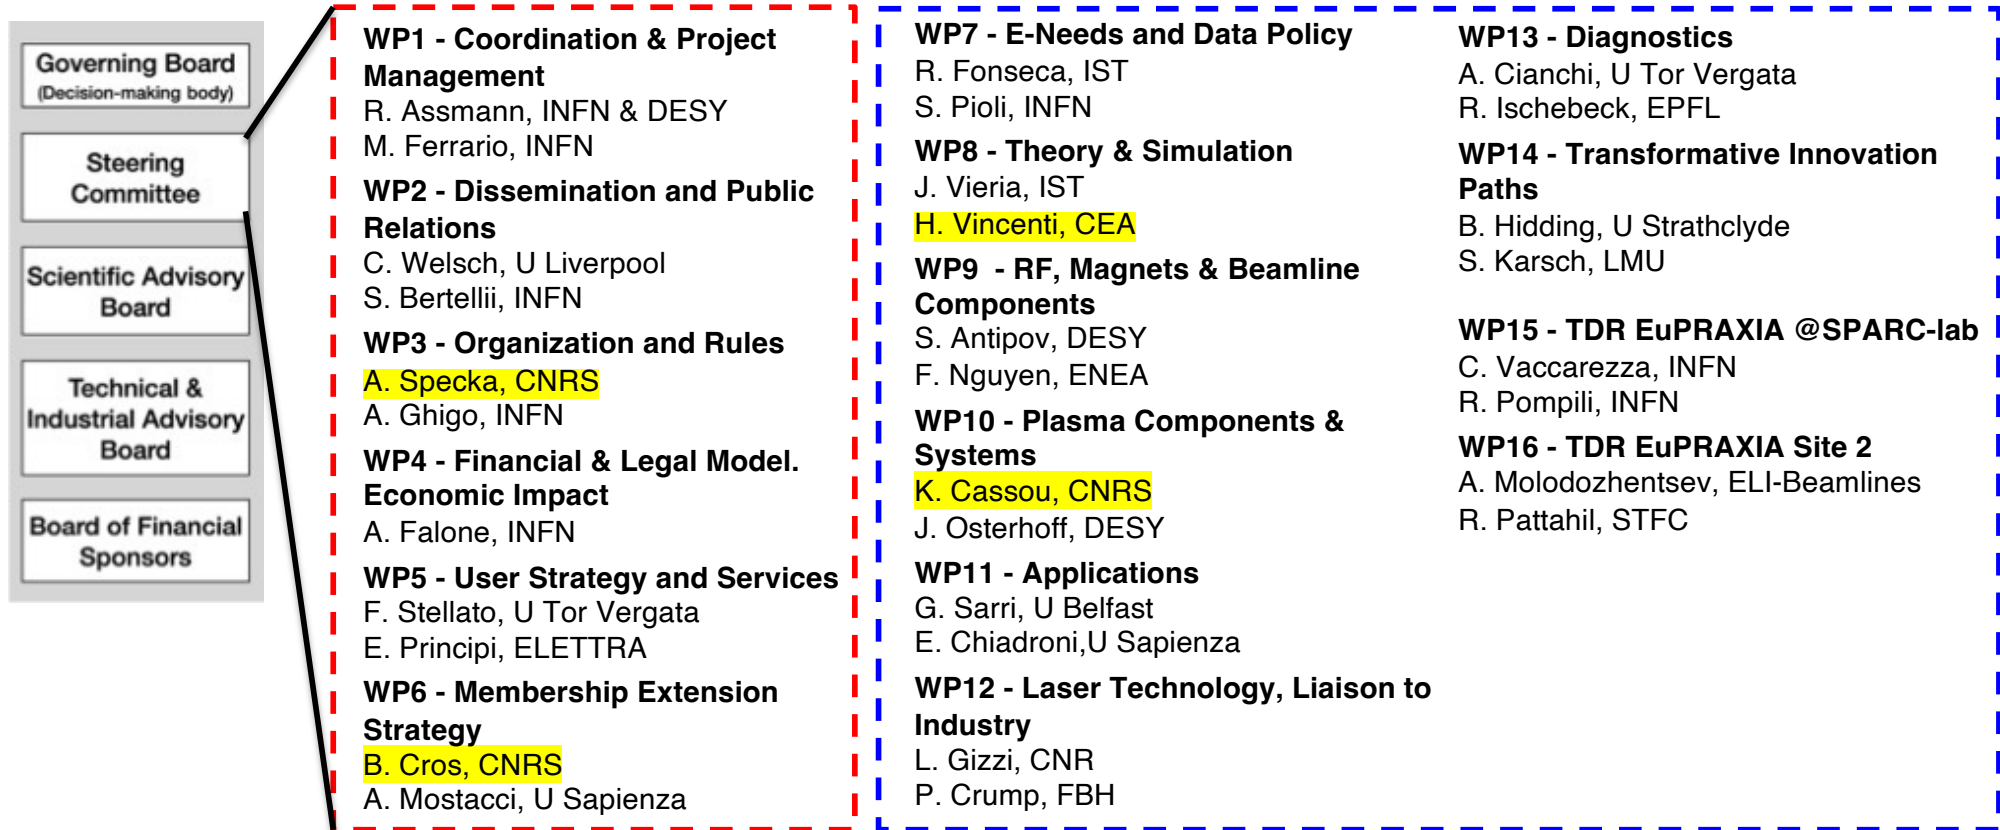 Governing Board
(Decision-making body)
Steering
Committee
Scientific Advisory
Board
Technical &
Industrial Advisory
Board
Board of Financial
Sponsors
WP1 - Coordination & Project
Management
R. Assmann, INFN & DESY
M. Ferrario, INFN
WP2 - Dissemination and Public
Relations
C. Welsch, U Liverpool
S. Bertellii, INFN
WP3 - Organization and Rules
A. Specka, CNRS
A. Ghigo, INFN
WP4 - Financial & Legal Model.
Economic Impact
A. Falone, INFN
WP5 - User Strategy and Services
F. Stellato, U Tor Vergata
E. Principi, ELETTRA
WP6 - Membership Extension
Strategy
B. Cros, CNRS
A. Mostacci, U Sapienza
WP7 - E-Needs and Data Policy
R. Fonseca, IST
S. Pioli, INFN
WP8 - Theory & Simulation
J. Vieria, IST
H. Vincenti, CEA
WP9 - RF, Magnets & Beamline
Components
S. Antipov, DESY
F. Nguyen, ENEA
WP10 - Plasma Components &
Systems
K. Cassou, CNRS
J. Osterhoff, DESY
WP11 - Applications
G. Sarri, U Belfast
E. Chiadroni,U Sapienza
WP12 - Laser Technology, Liaison to
Industry
L. Gizzi, CNR
P. Crump, FBH
WP13 - Diagnostics
A. Cianchi, U Tor Vergata
R. Ischebeck, EPFL
WP14 - Transformative Innovation
Paths
B. Hidding, U Strathclyde
S. Karsch, LMU
WP15 - TDR EuPRAXIA @SPARC-lab
C. Vaccarezza, INFN
R. Pompili, INFN
WP16 - TDR EuPRAXIA Site 2
A. Molodozhentsev, ELI-Beamlines
R. Pattahil, STFC